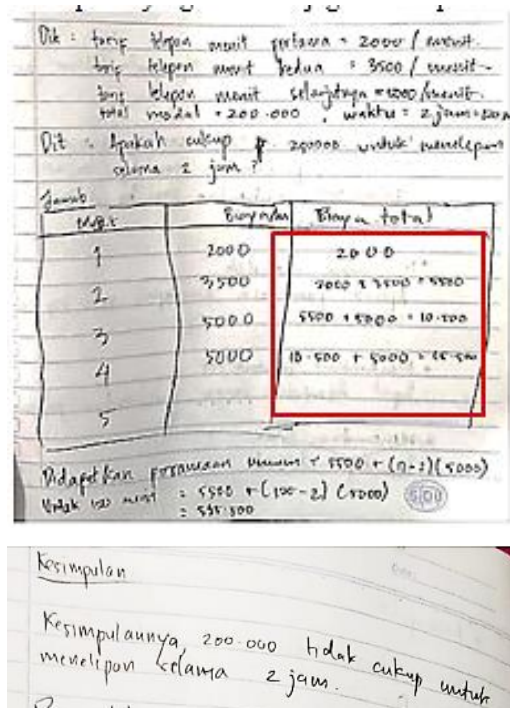 Dik : tarif telepon menit pertama = 2000 / menit.
tarif telepon menit kedua = 3500 / menit
tarif telepon menit selanjutnya = 5000 / menit.
total modal = 200.000 , waktu = 2 jam =
Dit : Apakah cukup 200000 untuk menelepon
selama 2 jam ?
Jawab
Menit Biaya total
1 2000 2000
2 3,500 2000 + 3500 = 5500
3 5000 5500 + 5000 = 10.500
4 5000 10.500 + 5000 = 15.500
5
Didapatkan persamaan umum = 5500 + (n-2)(5000)
Untuk 120 menit = 5500 + (120-2) (5000)
= 595.500
Kesimpulan
Kesimpulannya, 200.000 tidak cukup untuk
menelepon selama 2 jam.